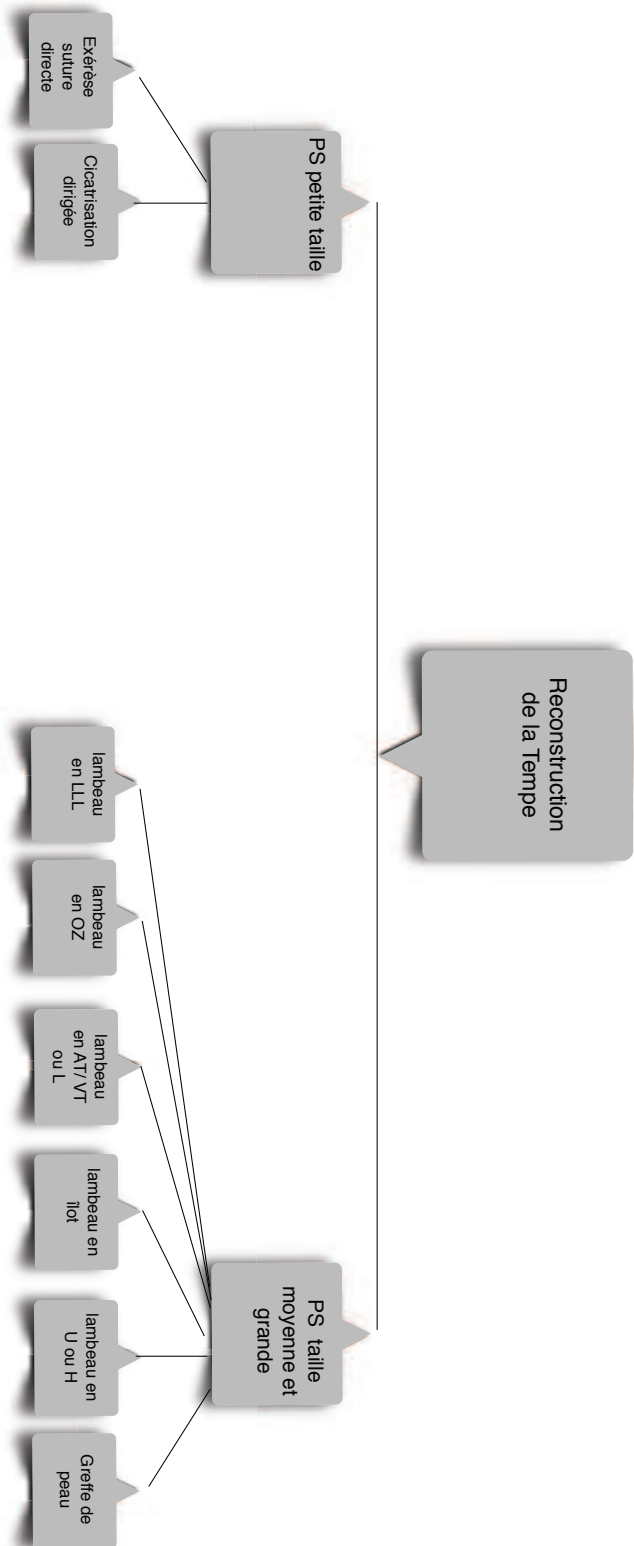 Reconstruction
de la Tempe
PS petite taille
PS taille
moyenne et
grande
Exérèse
suture
directe
Cicatrisation
dirigée
lambeau
en LLL
lambeau
en OZ
lambeau
en AT/ VT
ou L
lambeau en
îlot
lambeau en
U ou H
Greffe de
peau